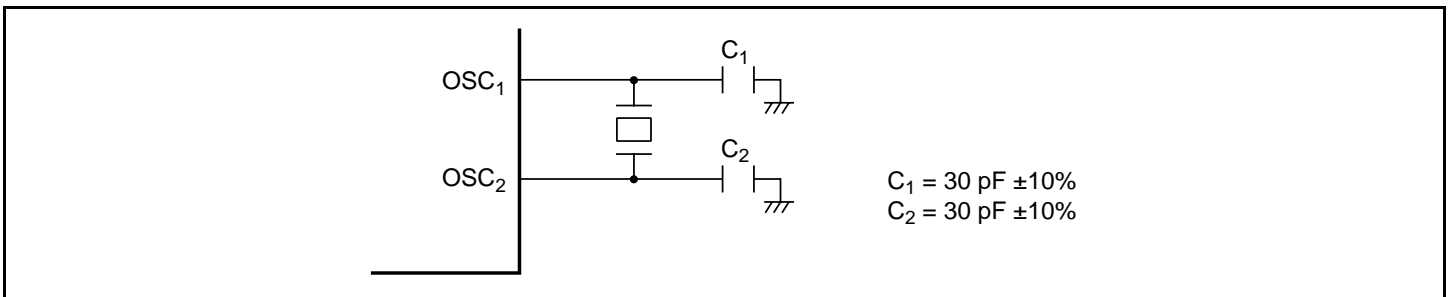 C₁
OSC₁
C₂
OSC₂
C₁ = 30 pF ±10%
C₂ = 30 pF ±10%